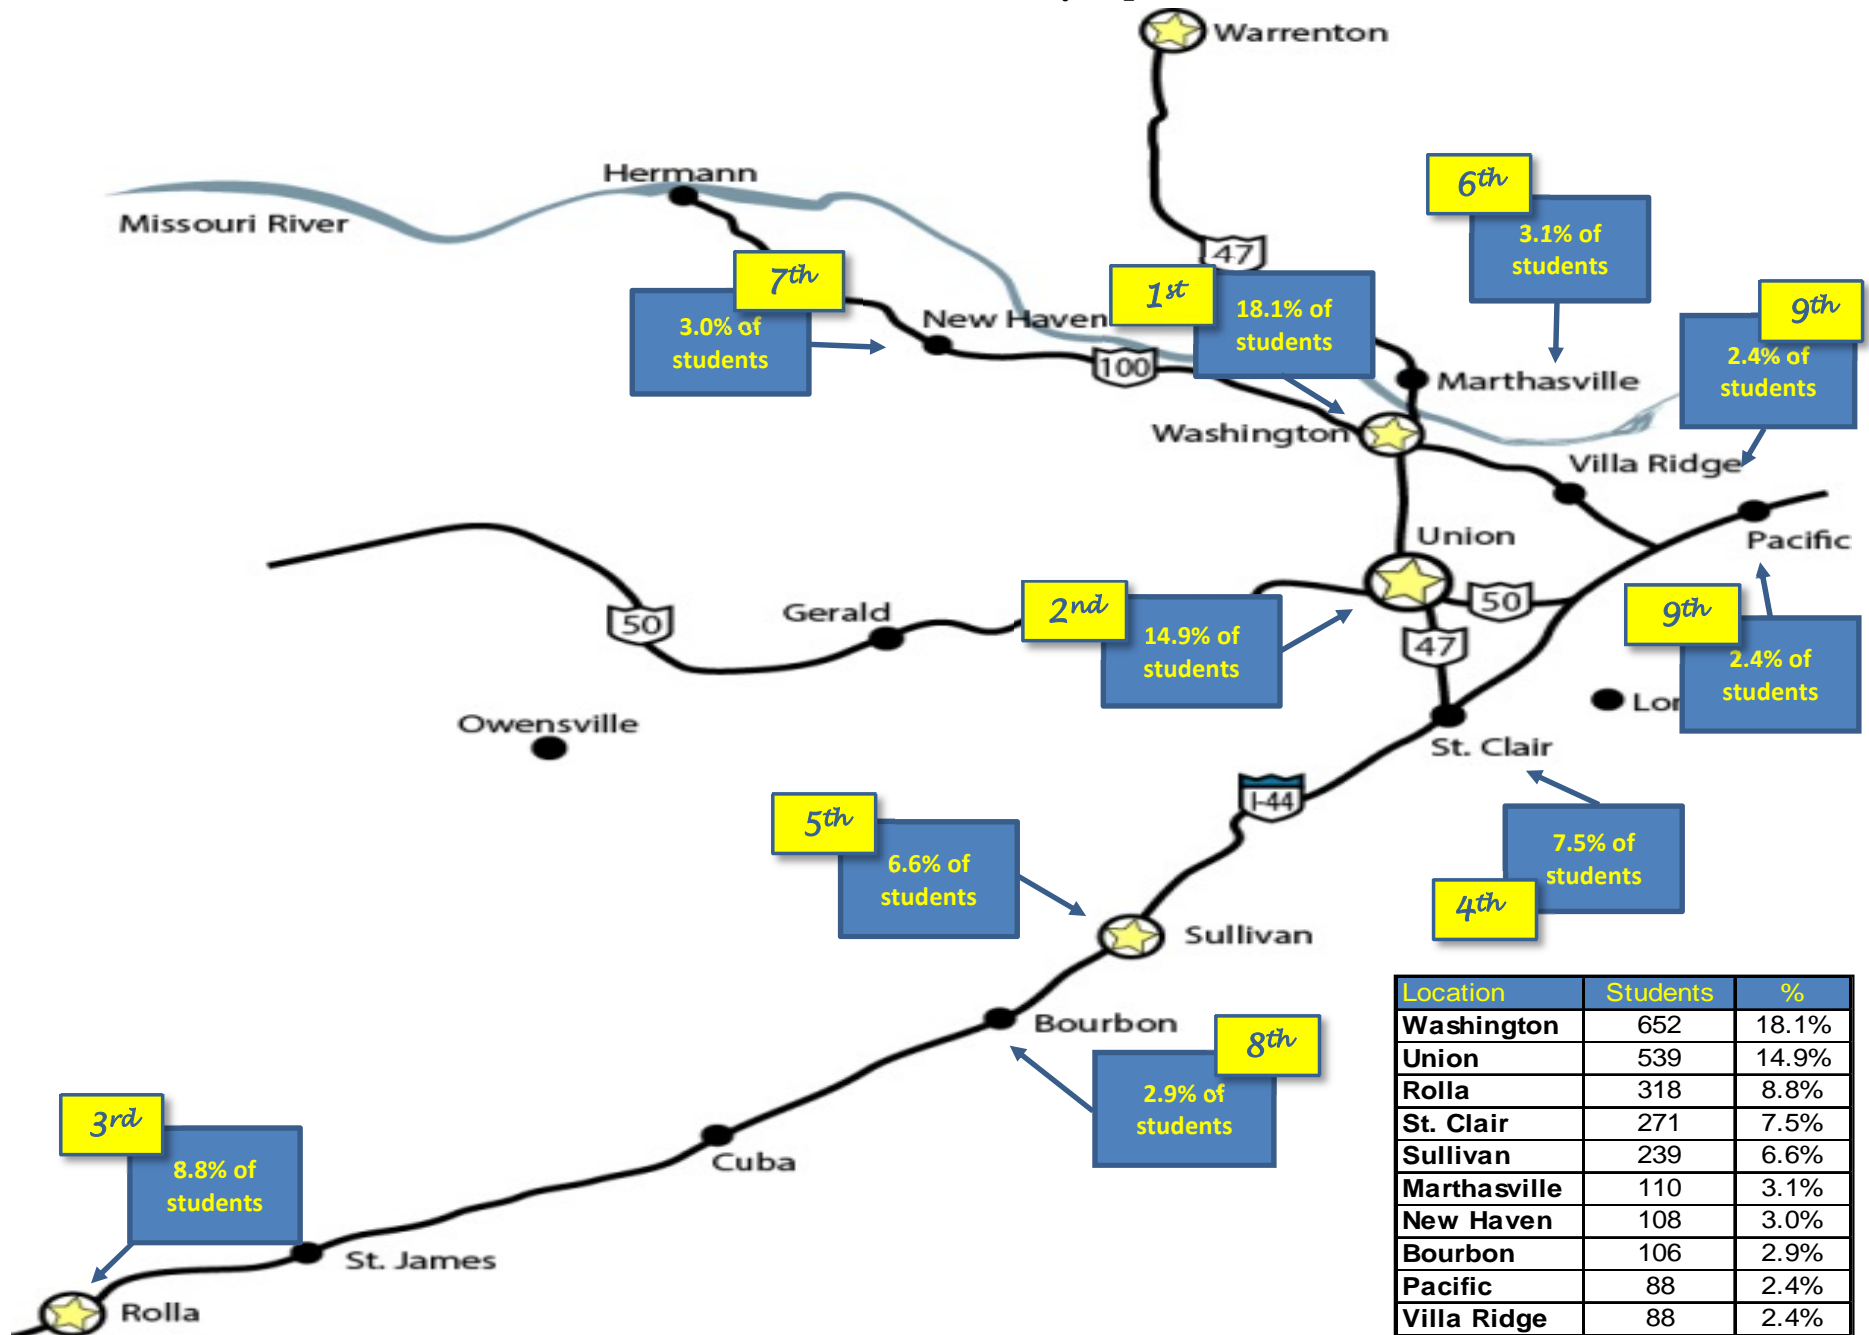 Warrenton
Hermann
Missouri River
47
6th
3.1% of
students
7th
3.0% of
students
1st
18.1% of
students
9th
2.4% of
students
New Haven
100
Marthasville
Washington
Villa Ridge
Union
Pacific
50
Gerald
2nd
14.9% of
students
50
47
9th
2.4% of
students
Owensville
St. Clair
I-44
5th
6.6% of
students
7.5% of
students
4th
Sullivan
Bourbon
8th
2.9% of
students
3rd
8.8% of
students
Cuba
St. James
Rolla
Location Students %
Washington 652 18.1%
Union 539 14.9%
Rolla 318 8.8%
St. Clair 271 7.5%
Sullivan 239 6.6%
Marthasville 110 3.1%
New Haven 108 3.0%
Bourbon 106 2.9%
Pacific 88 2.4%
Villa Ridge 88 2.4%